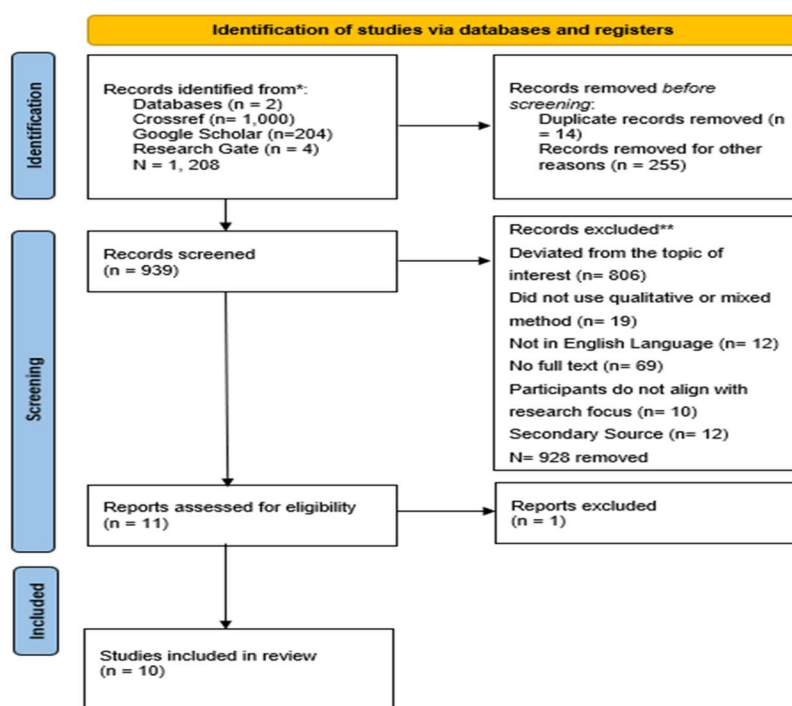 Identification of studies via databases and registers
Identification
Records identified from*:
Databases (n = 2)
Crossref (n= 1,000)
Google Scholar (n=204)
Research Gate (n = 4)
N = 1, 208
Records removed before
screening:
Duplicate records removed (n
= 14)
Records removed for other
reasons (n = 255)
Screening
Records screened
(n = 939)
Records excluded**
Deviated from the topic of
interest (n= 806)
Did not use qualitative or mixed
method (n= 19)
Not in English Language (n= 12)
No full text (n= 69)
Participants do not align with
research focus (n= 10)
Secondary Source (n= 12)
N= 928 removed
Reports assessed for eligibility
(n = 11)
Reports excluded
(n = 1)
Included
Studies included in review
(n = 10)